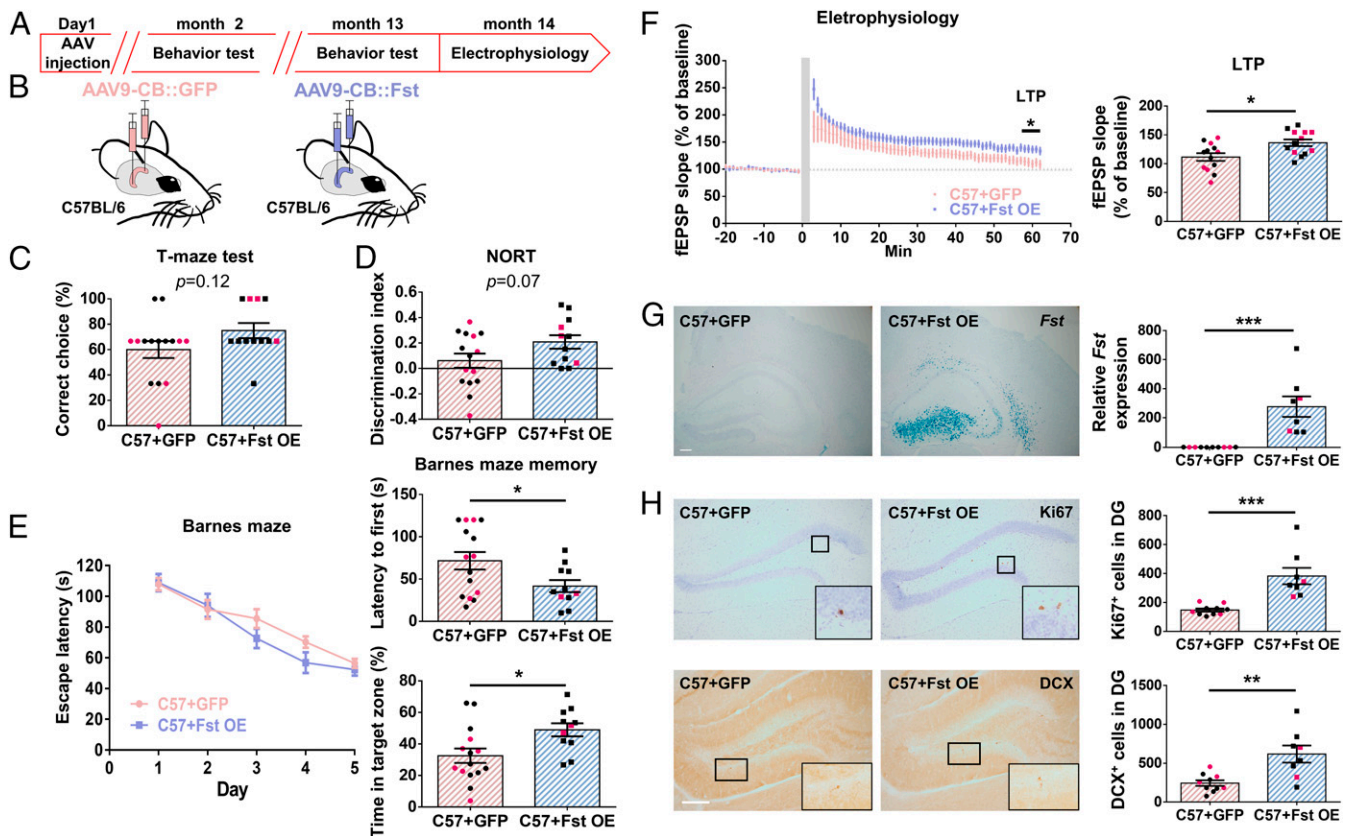 A
Day1
month 2
month 13
month 14
AAV
injection
Behavior test
Behavior test
Electrophysiology
B
AAV9-CB::GFP
AAV9-CB::Fst
C57BL/6
C57BL/6
C
T-maze test
p=0.12
Correct choice (%)
100
80
60
40
20
0
C57+GFP
C57+Fst OE
D
NORT
p=0.07
Discrimination index
0.6
0.4
0.2
0.0
-0.2
-0.4
C57+GFP
C57+Fst OE
Barnes maze memory
*
Latency to first (s)
150
100
50
0
C57+GFP
C57+Fst OE
*
Time in target zone (%)
80
60
40
20
0
C57+GFP
C57+Fst OE
E
Barnes maze
Escape latency (s)
120
100
80
60
40
20
0
C57+GFP
C57+Fst OE
0
1
2
3
4
5
Day
F
Eletrophysiology
fEPSP slope (% of baseline)
300
250
200
150
100
50
0
LTP
*
C57+GFP
C57+Fst OE
-20
-10
0
10
20
30
40
50
60
70
Min
LTP
*
fEPSP slope
(% of baseline)
200
150
100
50
0
C57+GFP
C57+Fst OE
G
C57+GFP
C57+Fst OE
Fst
***
Relative Fst
expression
800
600
400
200
0
C57+GFP
C57+Fst OE
H
C57+GFP
C57+Fst OE
Ki67
***
Ki67+ cells in DG
800
600
400
200
0
C57+GFP
C57+Fst OE
C57+GFP
C57+Fst OE
DCX
**
DCX+ cells in DG
1500
1000
500
0
C57+GFP
C57+Fst OE